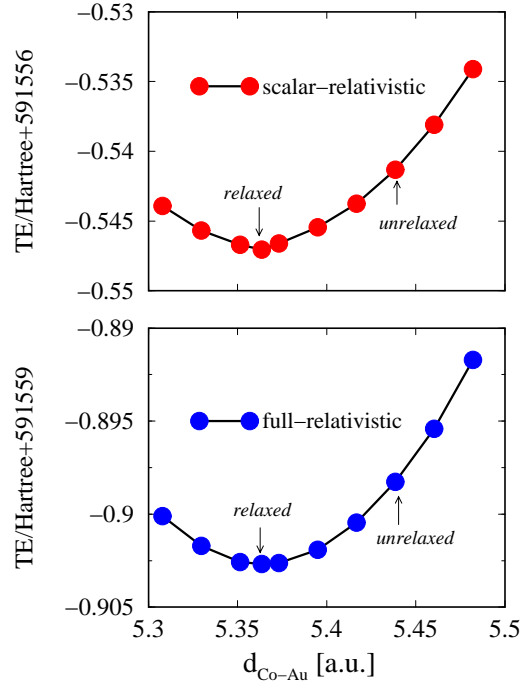 −0.53
−0.535
−0.54
−0.545
−0.55
TE/Hartree+591556
scalar−relativistic
relaxed
unrelaxed
−0.89
−0.895
−0.9
−0.905
TE/Hartree+591559
full−relativistic
relaxed
unrelaxed
5.3 5.35 5.4 5.45 5.5
d_Co−Au [a.u.]